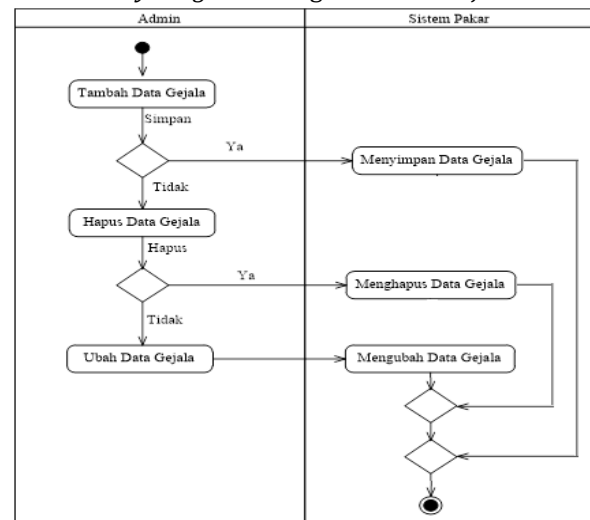 Admin
Sistem Pakar
Tambah Data Gejala
Simpan
Ya
Menyimpan Data Gejala
Tidak
Hapus Data Gejala
Hapus
Ya
Menghapus Data Gejala
Tidak
Ubah Data Gejala
Mengubah Data Gejala